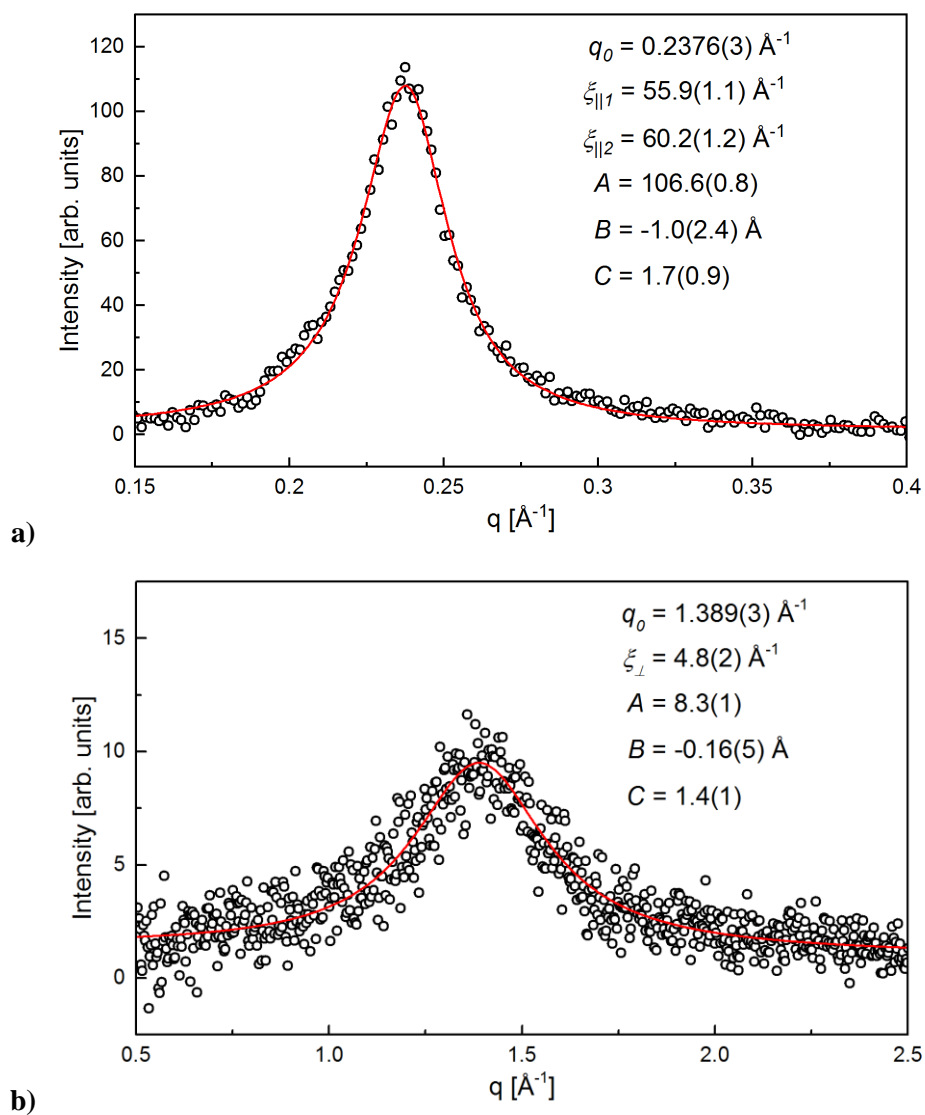 120
100
80
60
40
20
0
Intensity [arb. units]
q₀ = 0.2376(3) Å⁻¹
ξ||1 = 55.9(1.1) Å⁻¹
ξ||2 = 60.2(1.2) Å⁻¹
A = 106.6(0.8)
B = -1.0(2.4) Å
C = 1.7(0.9)
0.15 0.2 0.25 0.3 0.35 0.4
q [Å⁻¹]
a)
15
10
5
0
Intensity [arb. units]
q₀ = 1.389(3) Å⁻¹
ξ⊥ = 4.8(2) Å⁻¹
A = 8.3(1)
B = -0.16(5) Å
C = 1.4(1)
0.5 1.0 1.5 2.0 2.5
q [Å⁻¹]
b)